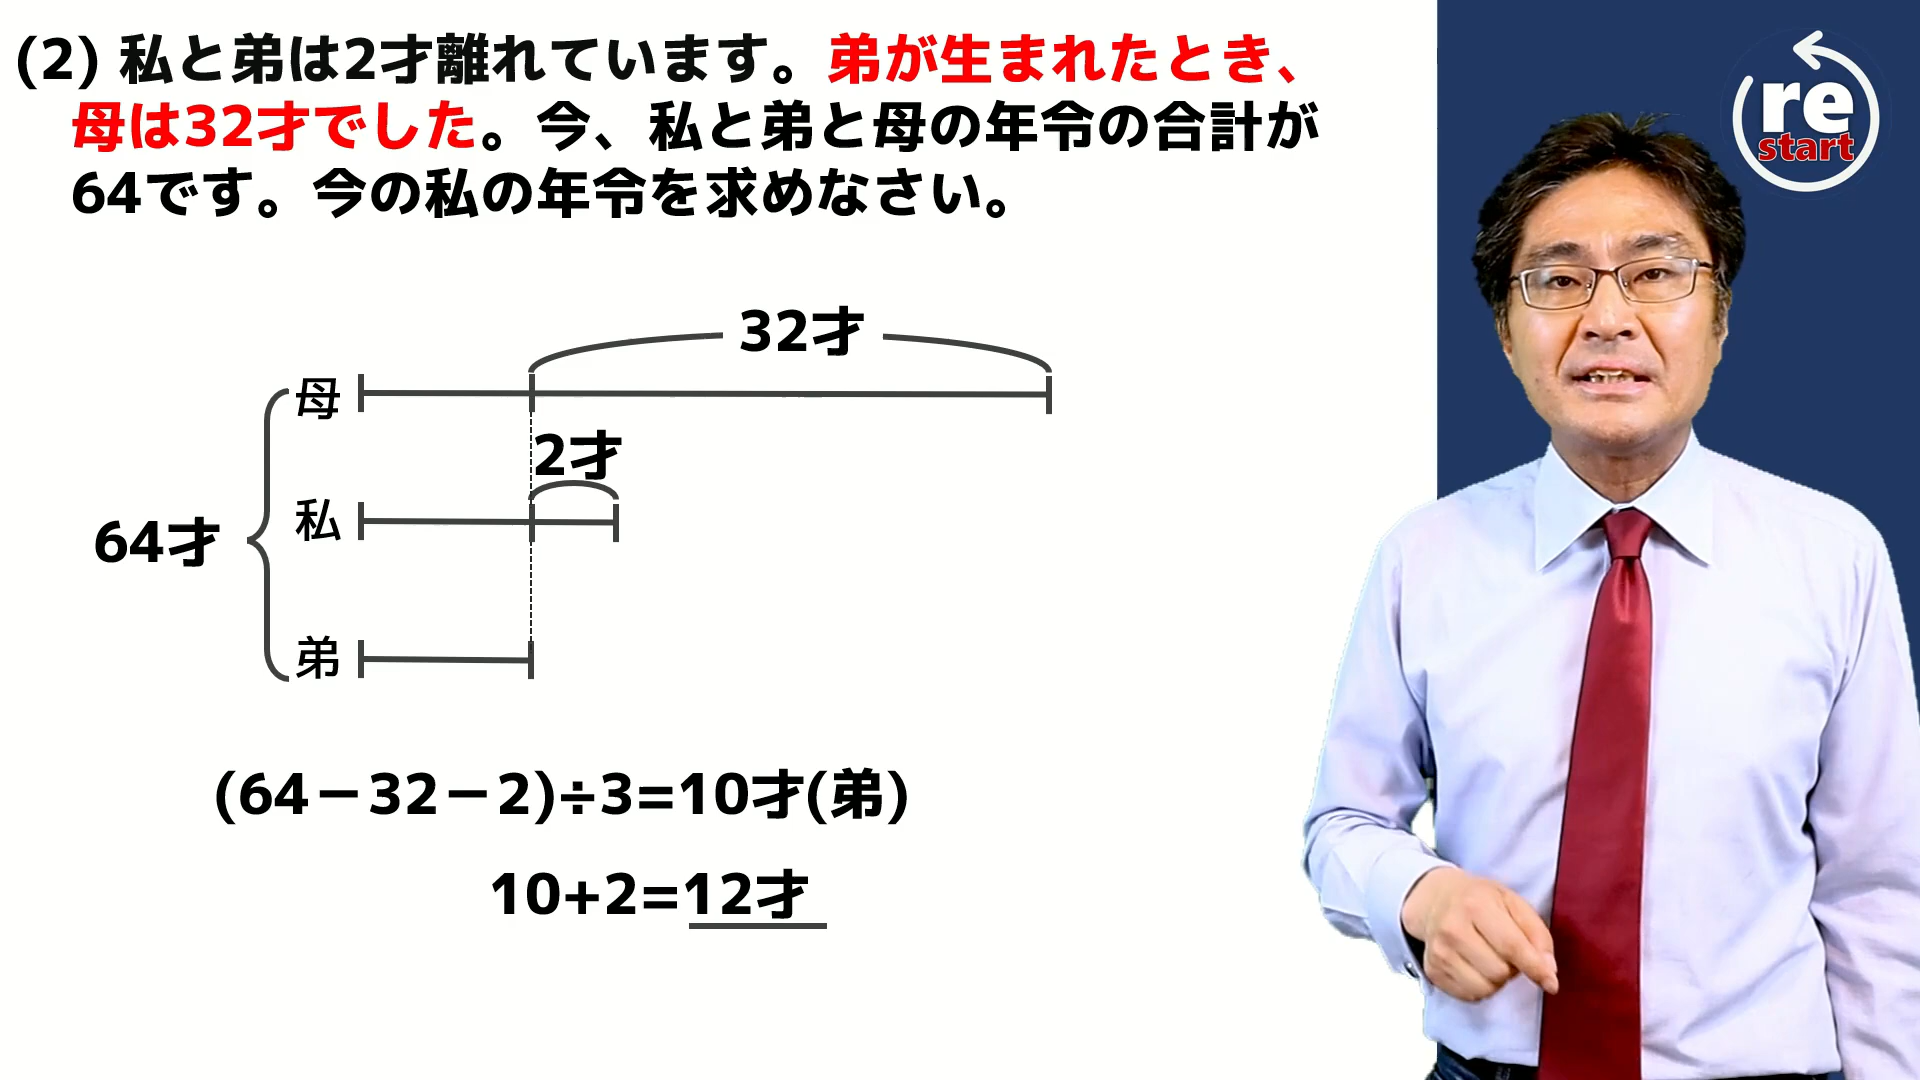 (2) 私と弟は2才離れています。弟が生まれたとき、
母は32才でした。今、私と弟と母の年令の合計が
64です。今の私の年令を求めなさい。
re
start
32才
母
2才
私
64才
弟
(64－32－2)÷3=10才(弟)
10+2=12才